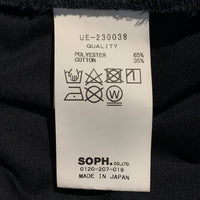 UE-230038
QUALITY
POLYESTER 65%
COTTON 35%
SOPH.CO.,LTD.
0120-207-019
MADE IN JAPAN